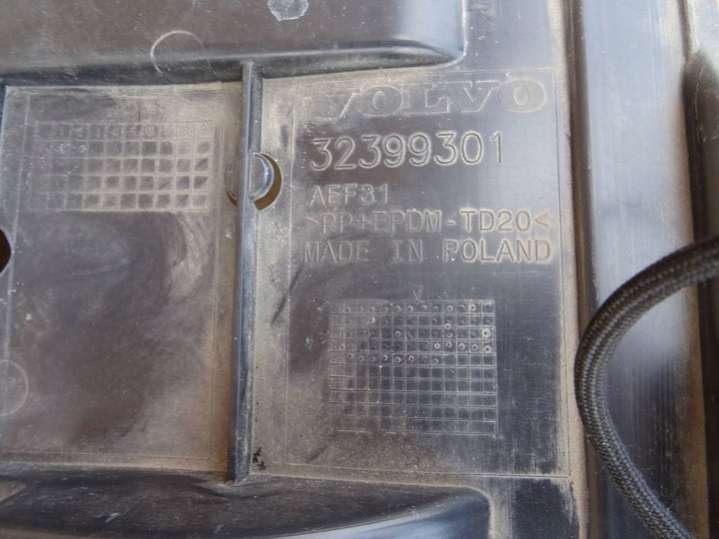 VOLVO
32399301
AEF31
>PP+EPDM-TD20<
MADE IN POLAND